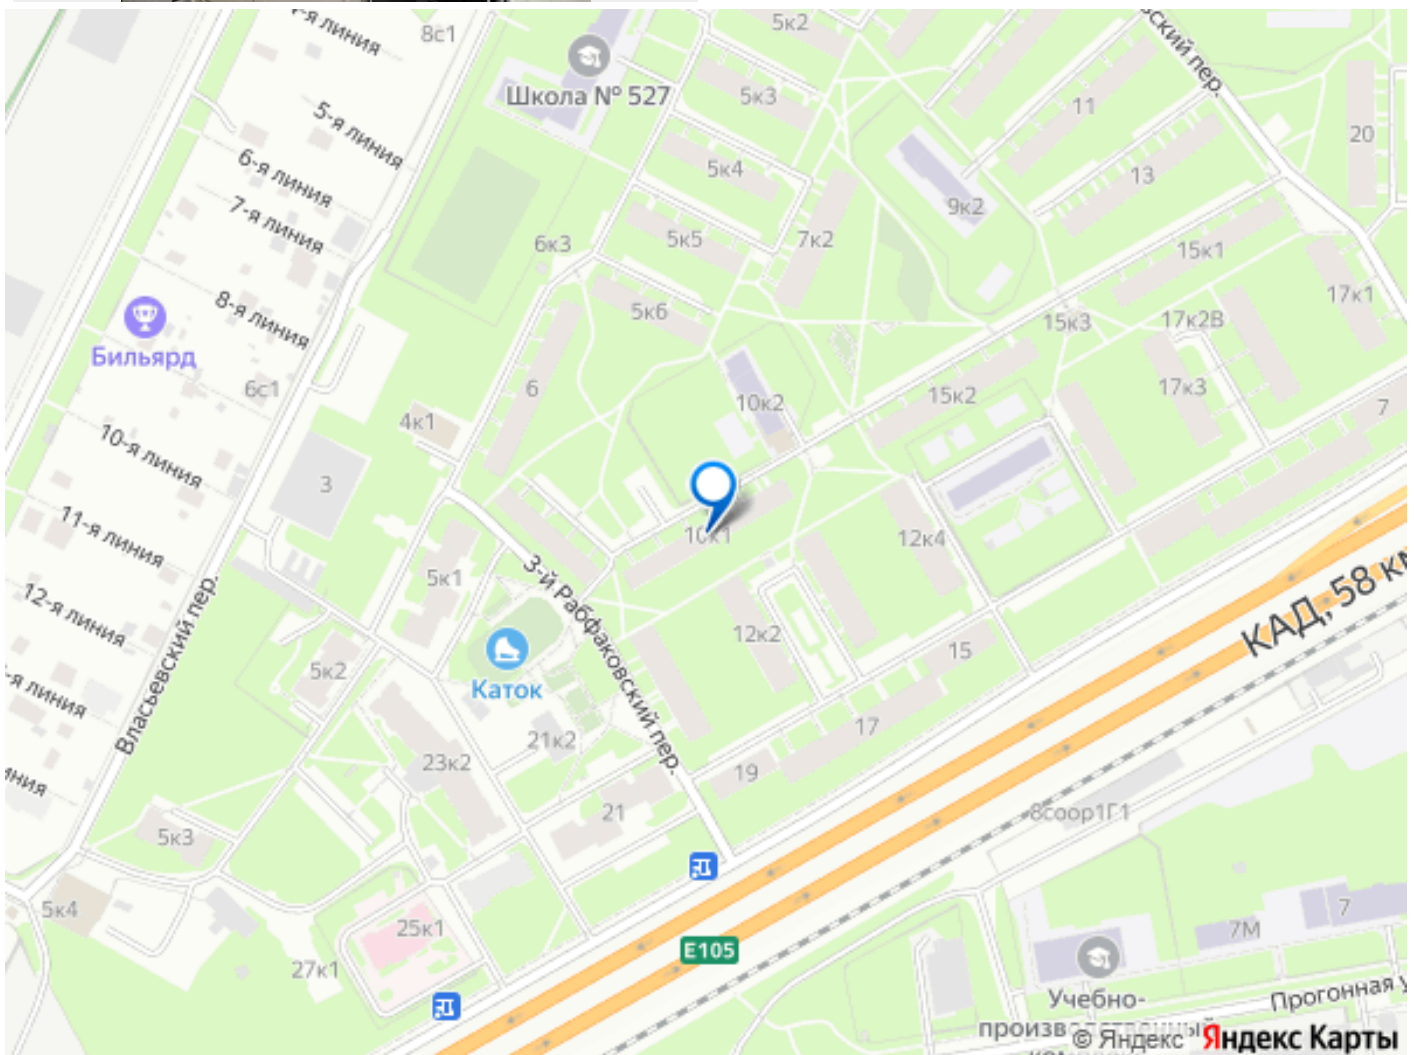 -я линия
8с1
5к2
ский пер.
Школа № 527
5к3
11
5-я линия
20
6-я линия
5к4
13
7-я линия
9к2
6к3
5к5
7к2
15к1
8-я линия
5к6
15к3
17к2В
17к1
Бильярд
6с1
6
10к2
15к2
17к3
7
4к1
10-я линия
3
11-я линия
10к1
12к4
5к1
3-й Рабфаковский пер.
КАД, 58 км
12-я линия
12к2
15
Власьевский пер.
5к2
Каток
-я линия
21к2
17
23к2
19
иния
21
8соор1Г1
5к3
5к4
25к1
7
7М
E105
27к1
Учебно-
Прогонная у
производственный
© Яндекс Яндекс Карты